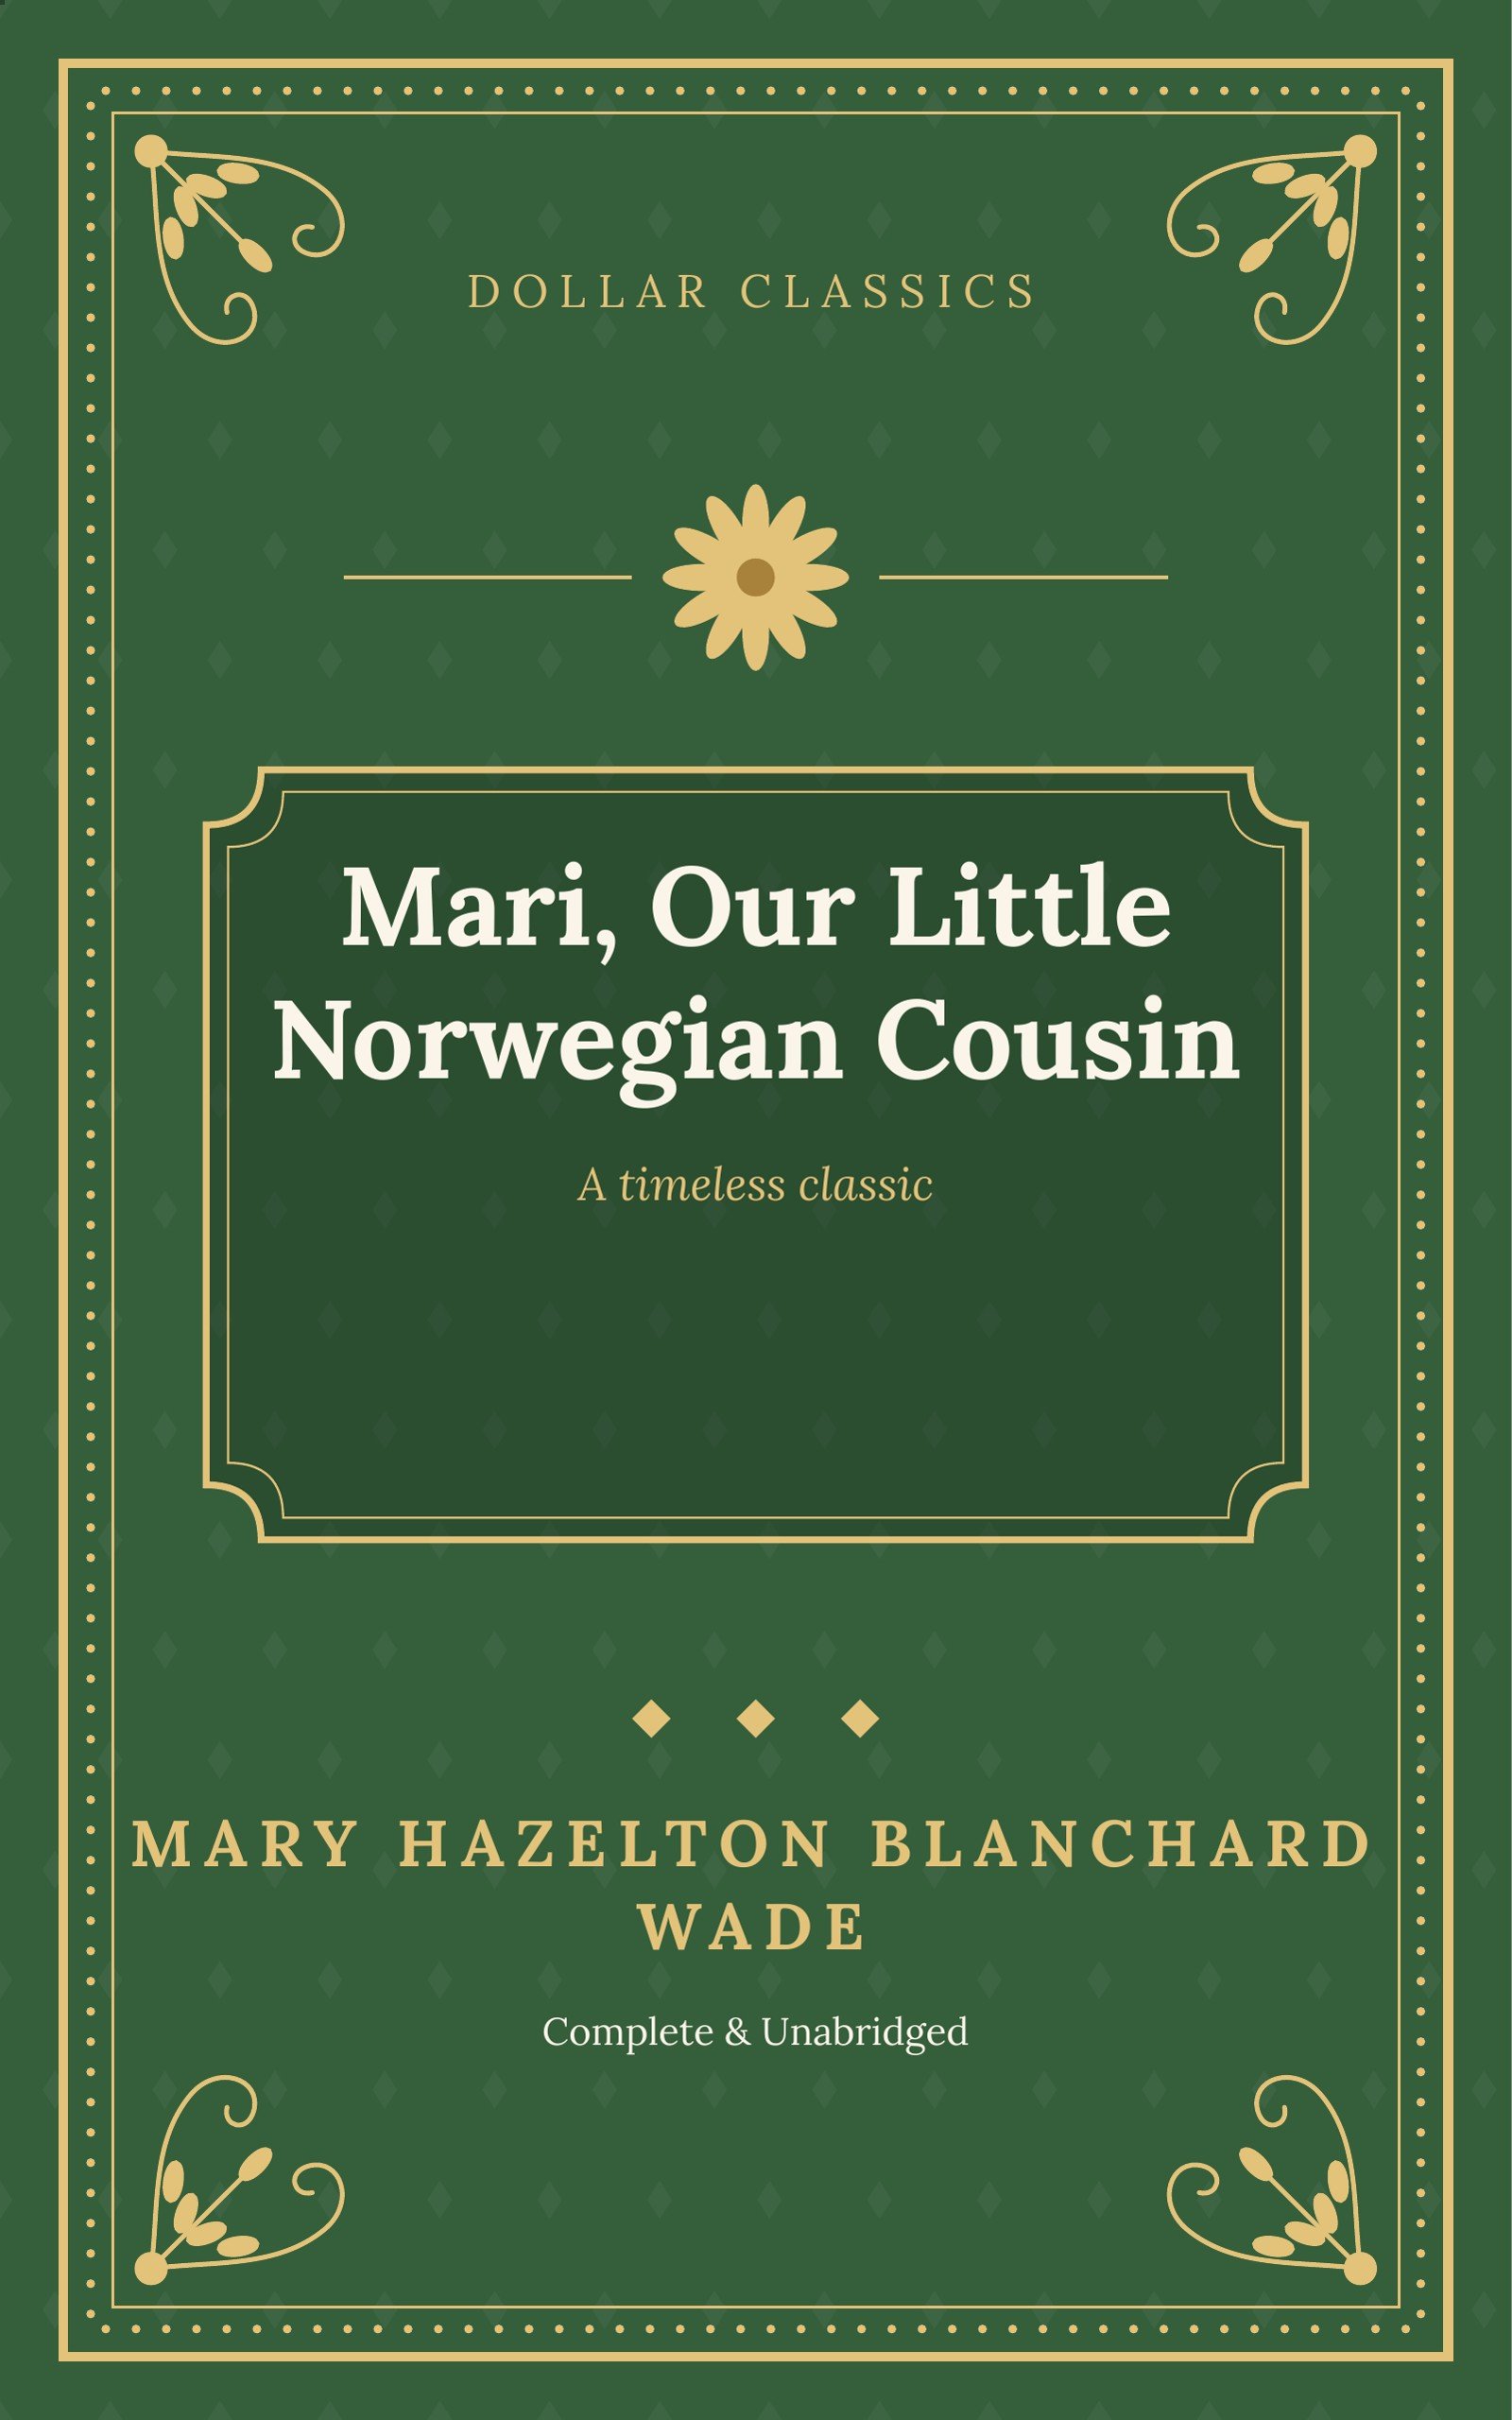 DOLLAR CLASSICS
Mari, Our Little
Norwegian Cousin
A timeless classic
MARY HAZELTON BLANCHARD
WADE
Complete & Unabridged